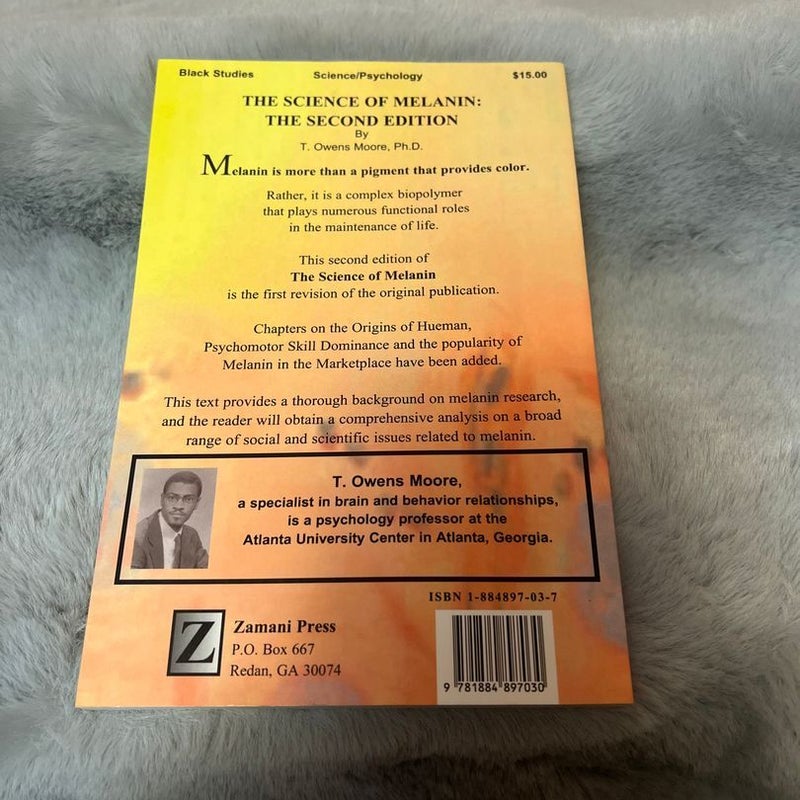 Black Studies Science/Psychology $15.00
THE SCIENCE OF MELANIN:
THE SECOND EDITION
By
T. Owens Moore, Ph.D.
Melanin is more than a pigment that provides color.
Rather, it is a complex biopolymer
that plays numerous functional roles
in the maintenance of life.
This second edition of
The Science of Melanin
is the first revision of the original publication.
Chapters on the Origins of Hueman,
Psychomotor Skill Dominance and the popularity of
Melanin in the Marketplace have been added.
This text provides a thorough background on melanin research,
and the reader will obtain a comprehensive analysis on a broad
range of social and scientific issues related to melanin.
T. Owens Moore,
a specialist in brain and behavior relationships,
is a psychology professor at the
Atlanta University Center in Atlanta, Georgia.
ISBN 1-884897-03-7
Z
Zamani Press
P.O. Box 667
Redan, GA 30074
9 781884 897030